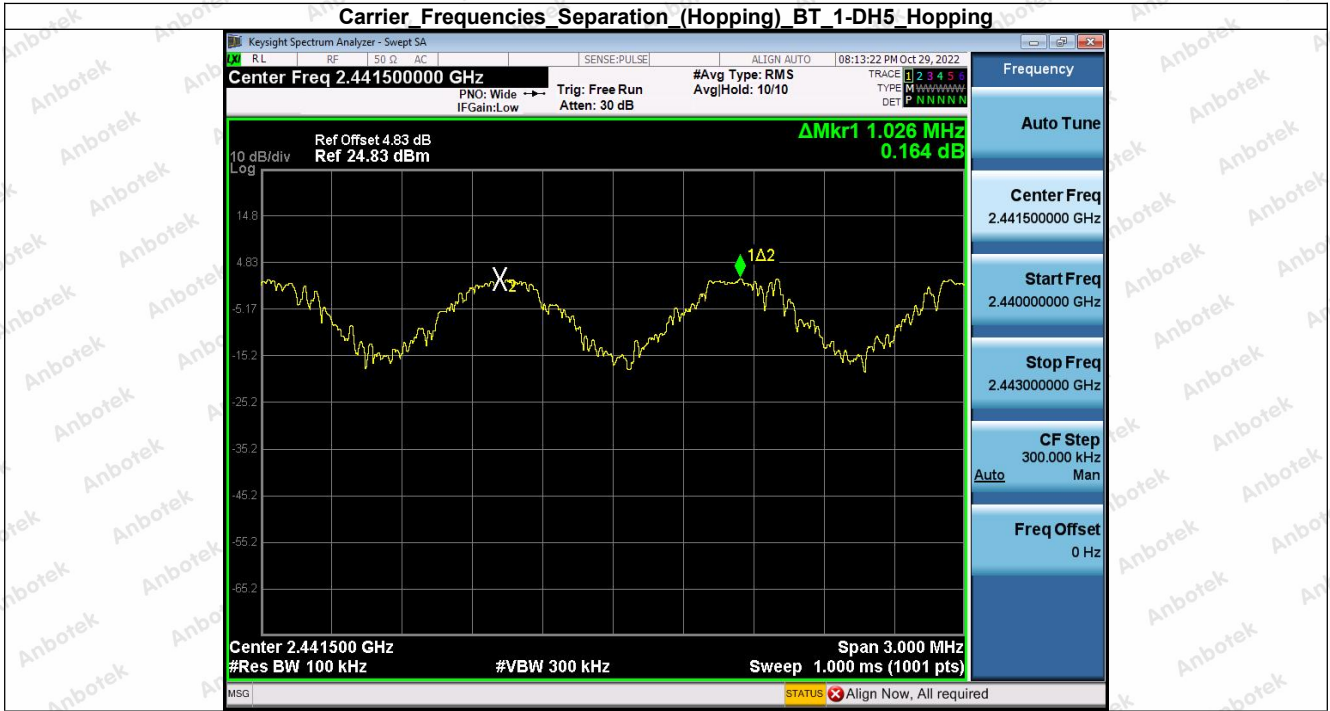 Carrier_Frequencies_Separation_(Hopping)_BT_1-DH5_Hopping
Keysight Spectrum Analyzer - Swept SA
LXI RL RF 50 Ω AC SENSE:PULSE ALIGN AUTO 08:13:22 PM Oct 29, 2022
Center Freq 2.441500000 GHz
PNO: Wide
IFGain:Low
Trig: Free Run
Atten: 30 dB
#Avg Type: RMS
Avg|Hold: 10/10
TRACE 1 2 3 4 5 6
TYPE M WWWWW
DET P N N N N N
Frequency
Auto Tune
Center Freq
2.441500000 GHz
Start Freq
2.440000000 GHz
Stop Freq
2.443000000 GHz
CF Step
300.000 kHz
Auto Man
Freq Offset
0 Hz
ΔMkr1 1.026 MHz
0.164 dB
Ref Offset 4.83 dB
10 dB/div Ref 24.83 dBm
Log
14.8
4.83
-5.17
-15.2
-25.2
-35.2
-45.2
-55.2
-65.2
1Δ2
X2
Center 2.441500 GHz Span 3.000 MHz
#Res BW 100 kHz #VBW 300 kHz Sweep 1.000 ms (1001 pts)
MSG STATUS Align Now, All required
Anbotek